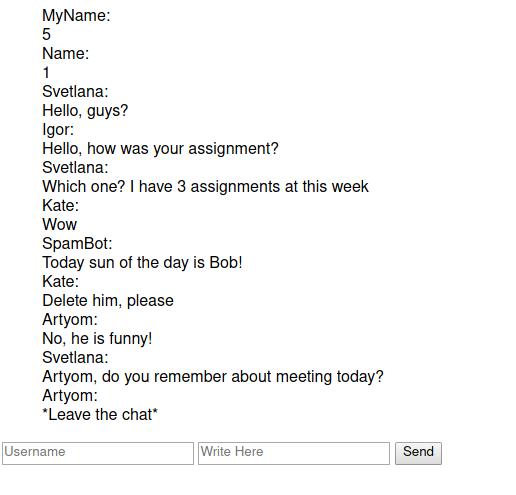 MyName:
5
Name:
1
Svetlana:
Hello, guys?
Igor:
Hello, how was your assignment?
Svetlana:
Which one? I have 3 assignments at this week
Kate:
Wow
SpamBot:
Today sun of the day is Bob!
Kate:
Delete him, please
Artyom:
No, he is funny!
Svetlana:
Artyom, do you remember about meeting today?
Artyom:
*Leave the chat*
Username Write Here Send